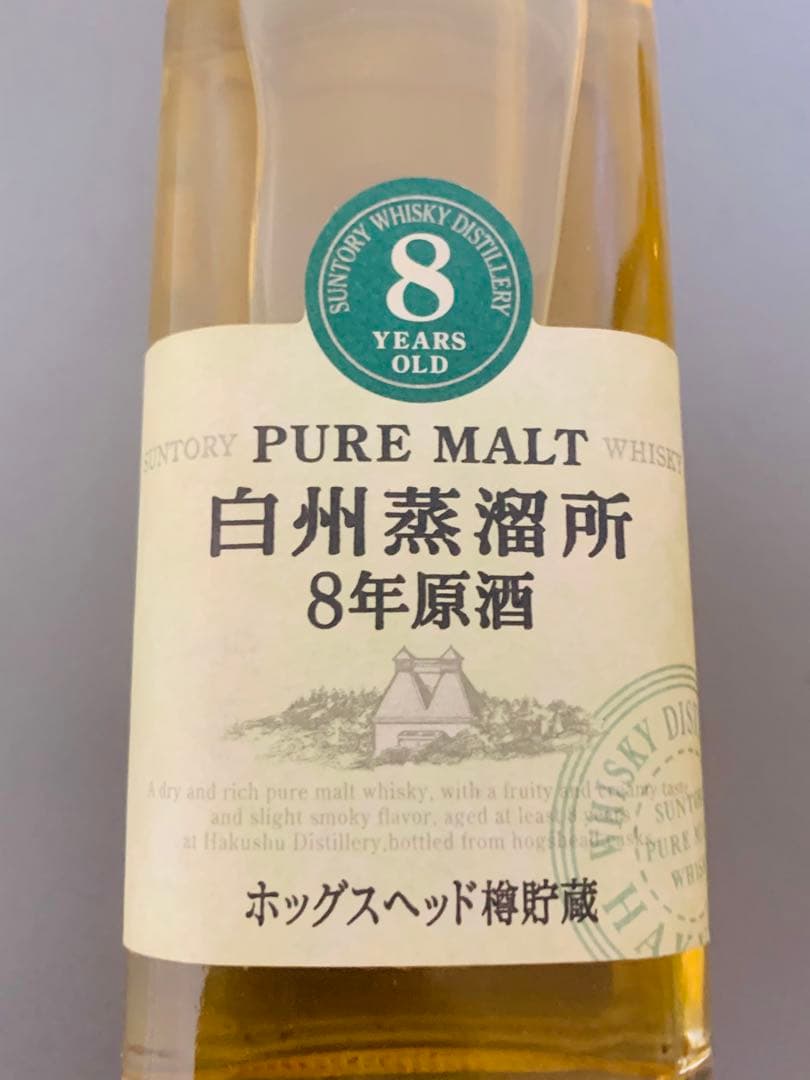 SUNTORY WHISKY DISTILLERY
8
YEARS
OLD
SUNTORY PURE MALT WHISKY
白州蒸溜所
8年原酒
A dry and rich pure malt whisky, with a fruity and creamy taste
and slight smoky flavor, aged at least 8 years
at Hakushu Distillery,bottled from hogshead casks.
ホッグスヘッド樽貯蔵
WHISKY
PURE